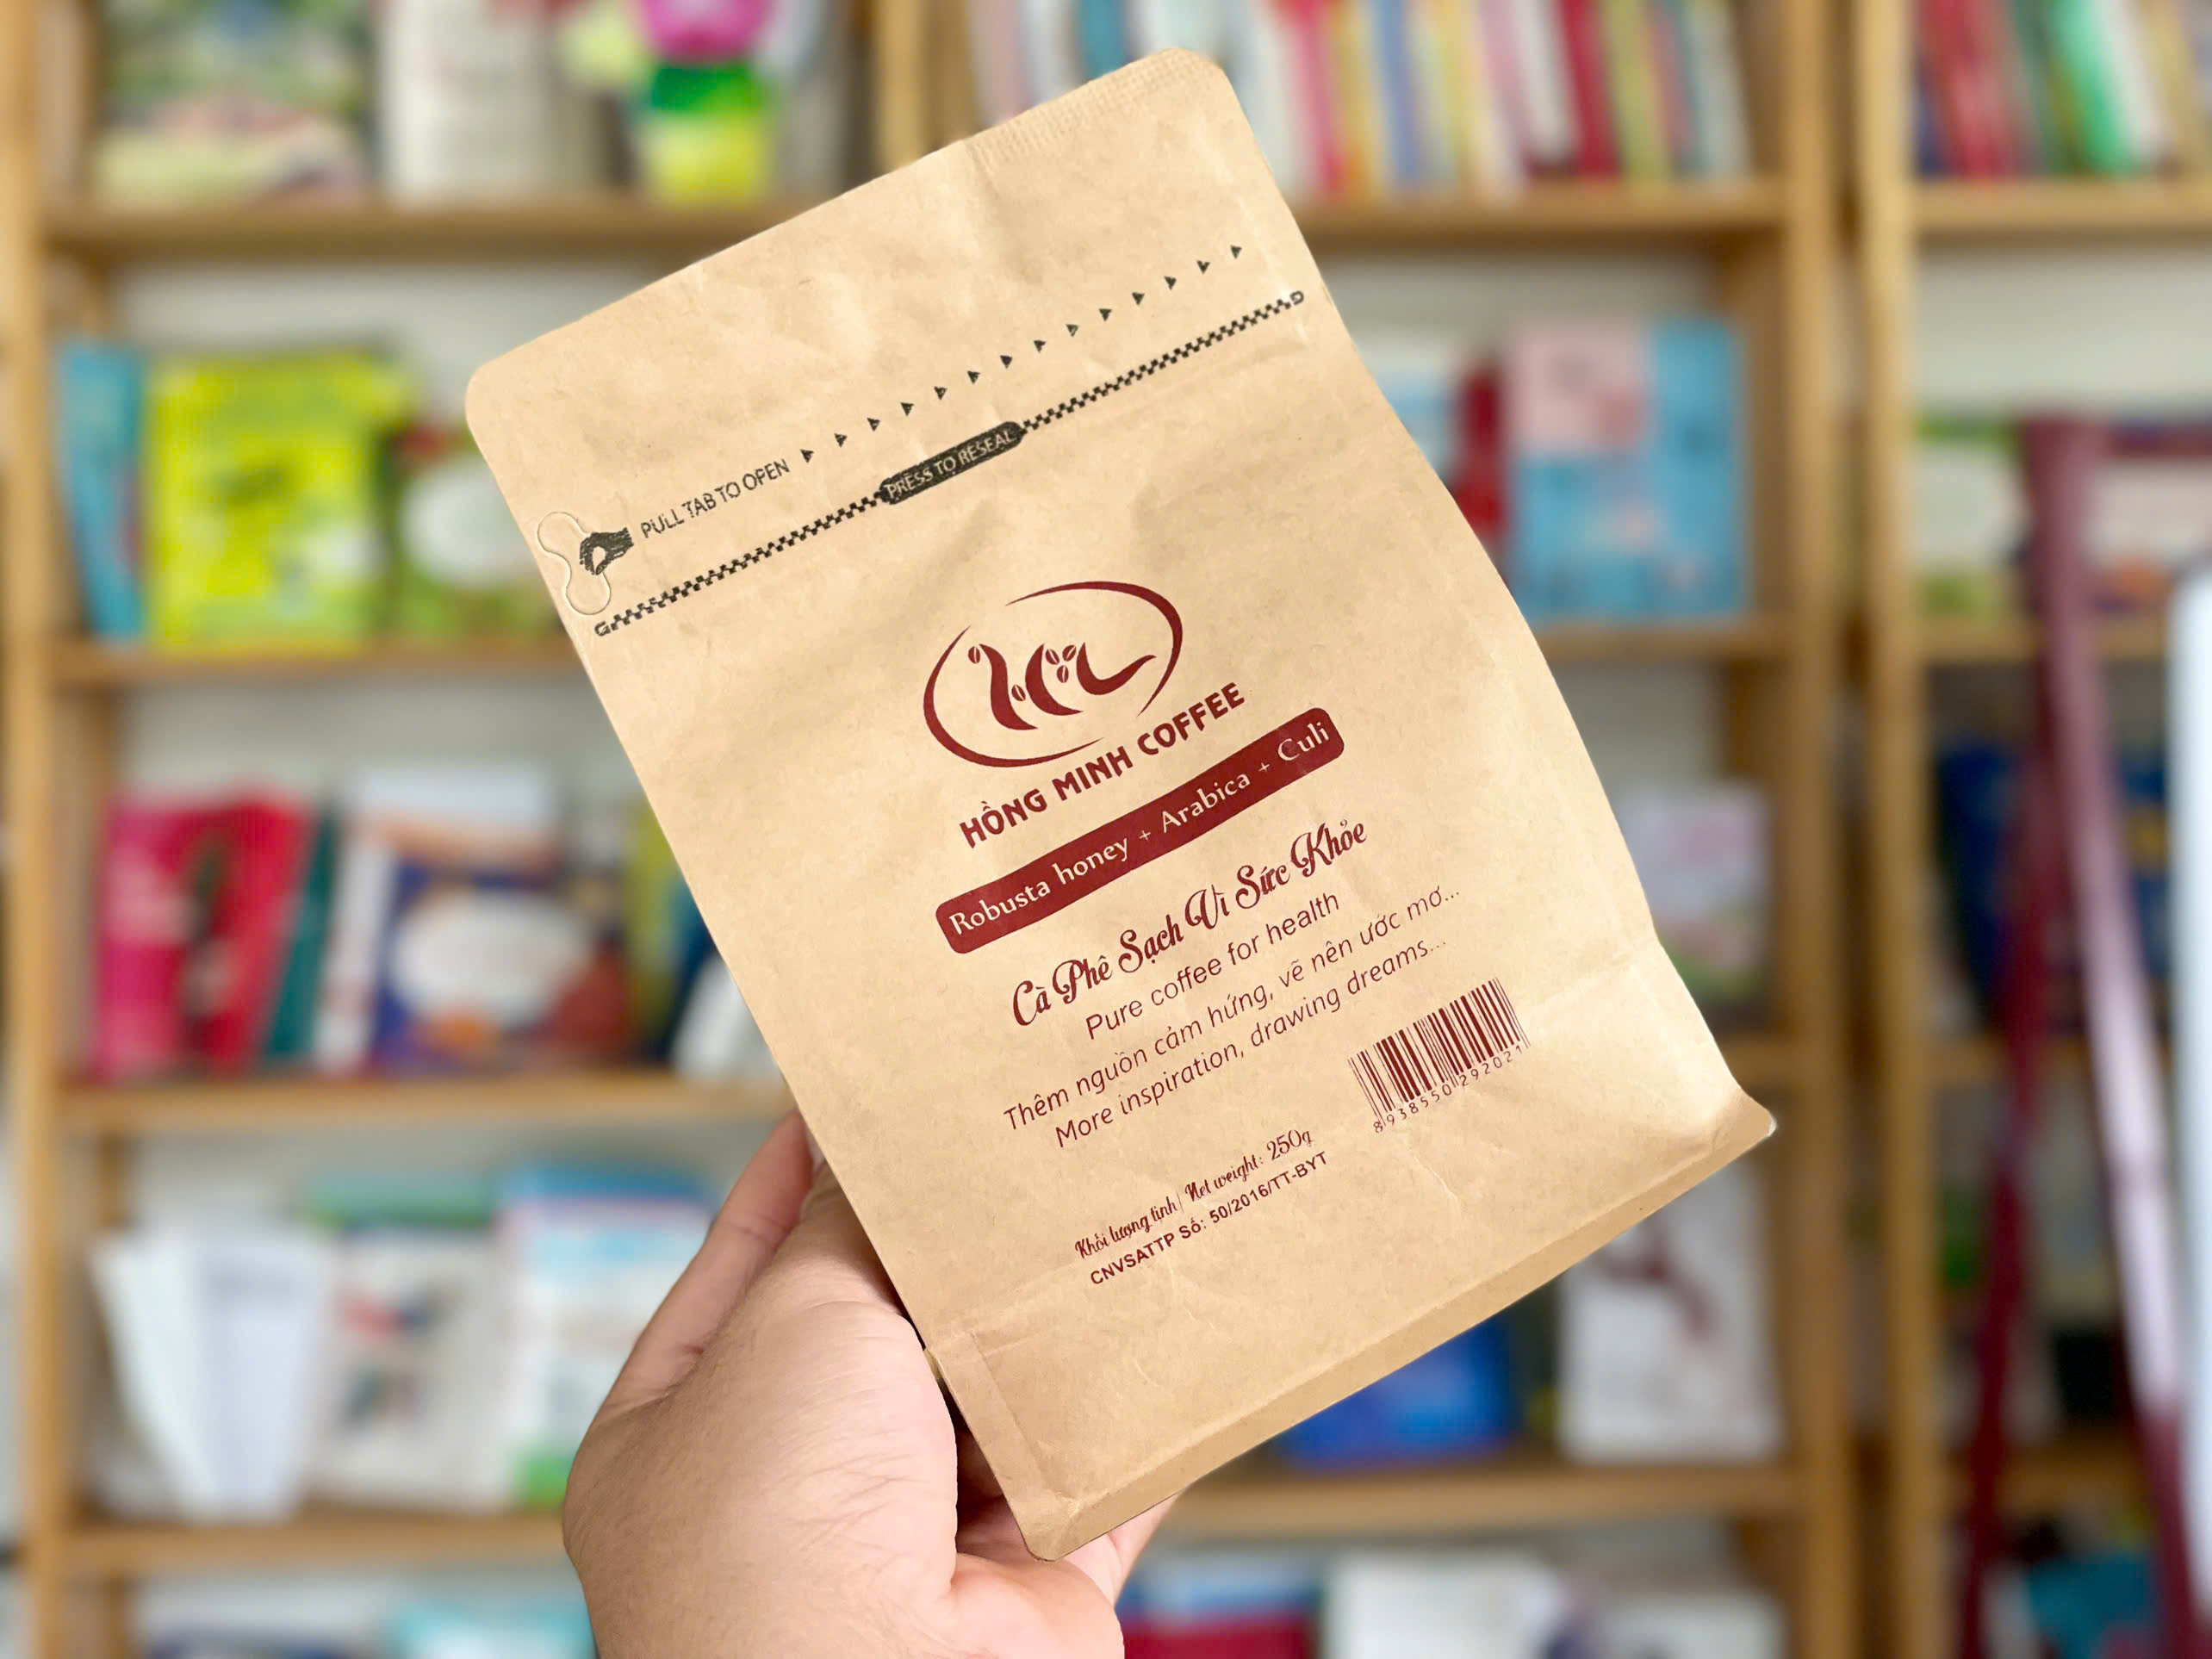 PULL TAB TO OPEN
PRESS TO RESEAL
HỒNG MINH COFFEE
Robusta honey + Arabica + Culi
Cà Phê Sạch Vì Sức Khỏe
Pure coffee for health
Thêm nguồn cảm hứng, vẽ nên ước mơ...
More inspiration, drawing dreams...
8938550292021
Khối lượng tinh | Net weight: 250g
CNVSATTP Số: 50/2016/TT-BYT